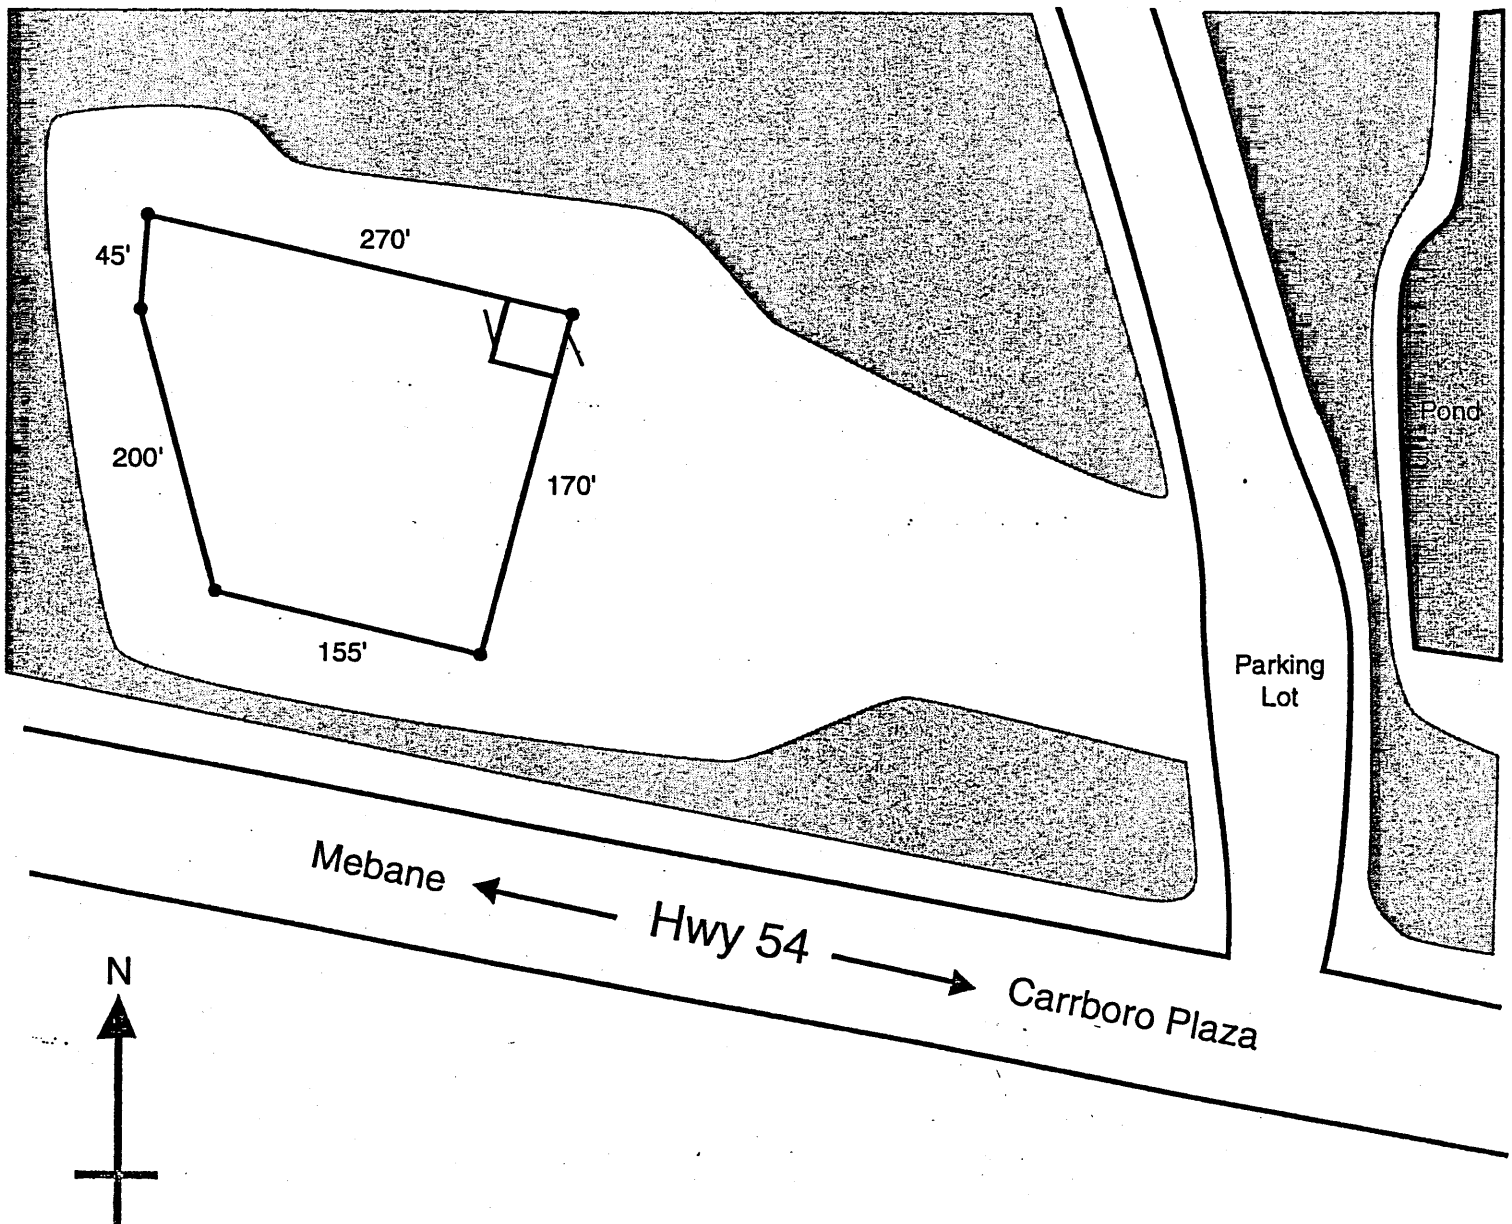 270'
45'
Pond
200'
170'
155'
Parking
Lot
Mebane
Hwy 54
Carrboro Plaza
N